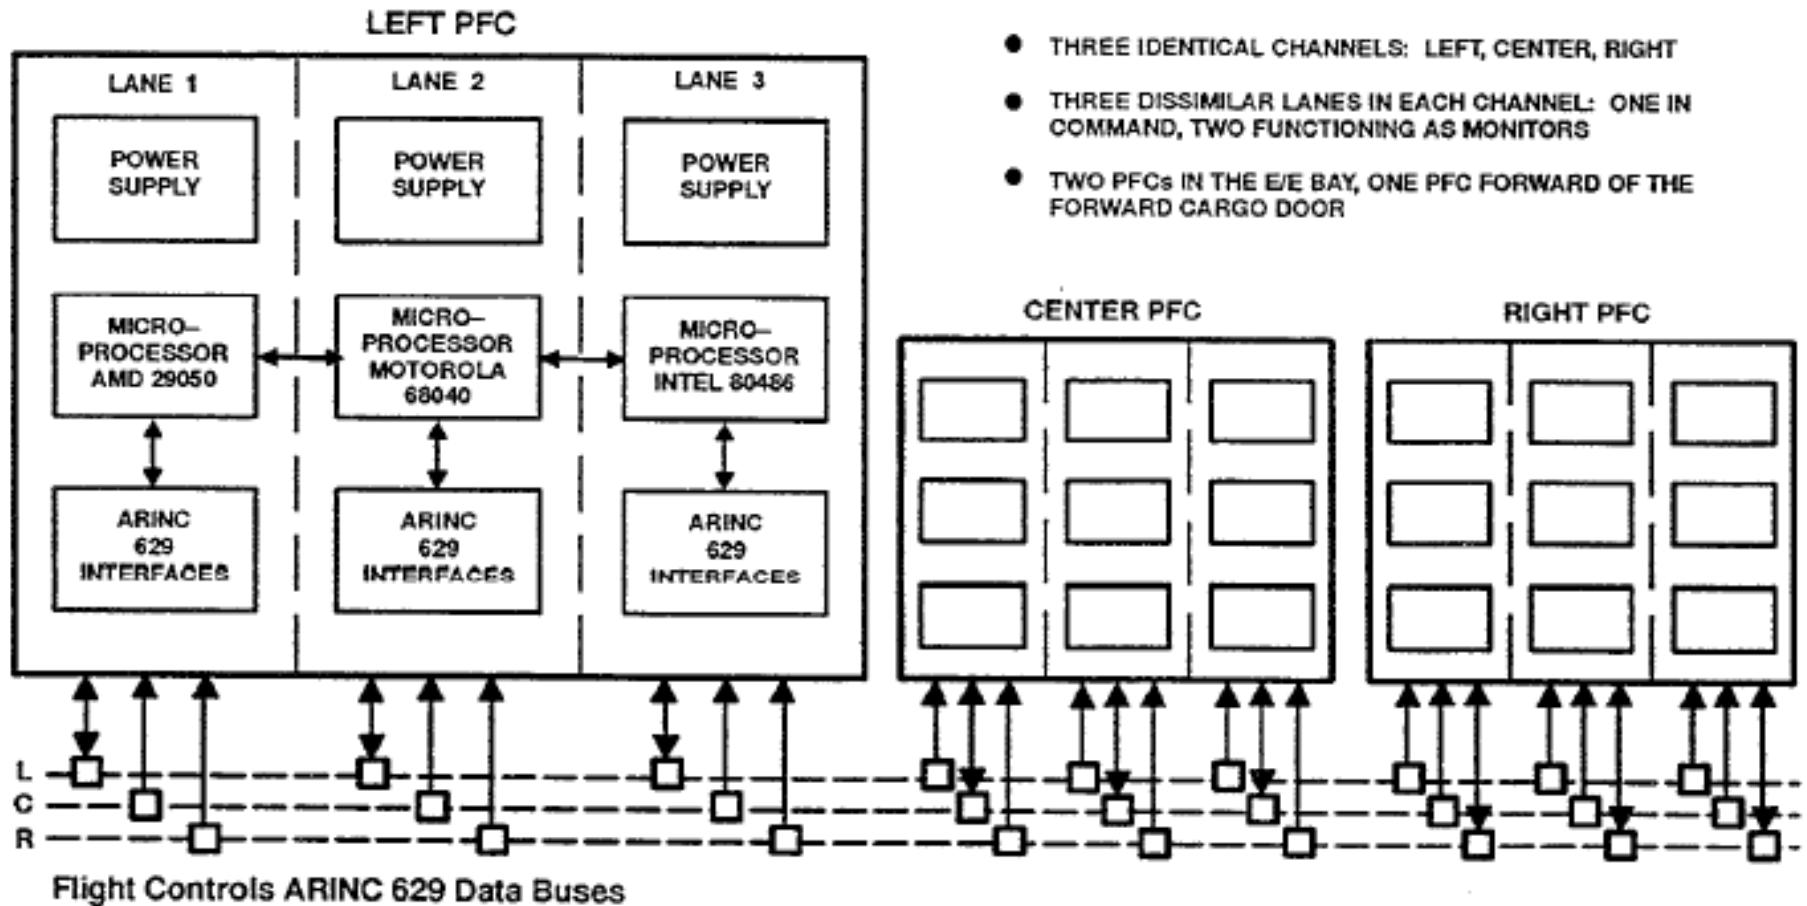 LEFT PFC
LANE 1
LANE 2
LANE 3
POWER
SUPPLY
POWER
SUPPLY
POWER
SUPPLY
MICRO–
PROCESSOR
AMD 29050
MICRO–
PROCESSOR
MOTOROLA
68040
MICRO–
PROCESSOR
INTEL 80486
ARINC
629
INTERFACES
ARINC
629
INTERFACES
ARINC
629
INTERFACES
● THREE IDENTICAL CHANNELS: LEFT, CENTER, RIGHT
● THREE DISSIMILAR LANES IN EACH CHANNEL: ONE IN
COMMAND, TWO FUNCTIONING AS MONITORS
● TWO PFCs IN THE E/E BAY, ONE PFC FORWARD OF THE
FORWARD CARGO DOOR
CENTER PFC
RIGHT PFC
L
C
R
Flight Controls ARINC 629 Data Buses